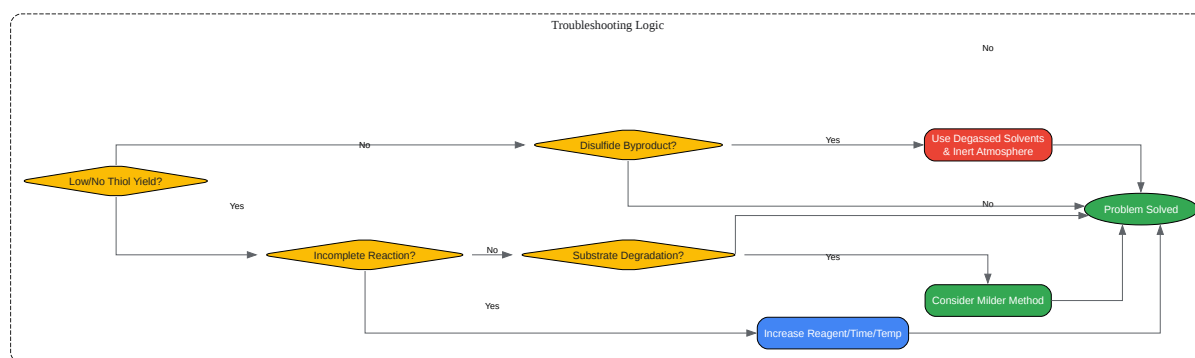 Troubleshooting Logic
No
Use Degassed Solvents
& Inert Atmosphere
Yes
Disulfide Byproduct?
No
Low/No Thiol Yield?
Yes
No
Problem Solved
Incomplete Reaction?
No
Substrate Degradation?
Yes
Consider Milder Method
Yes
Increase Reagent/Time/Temp